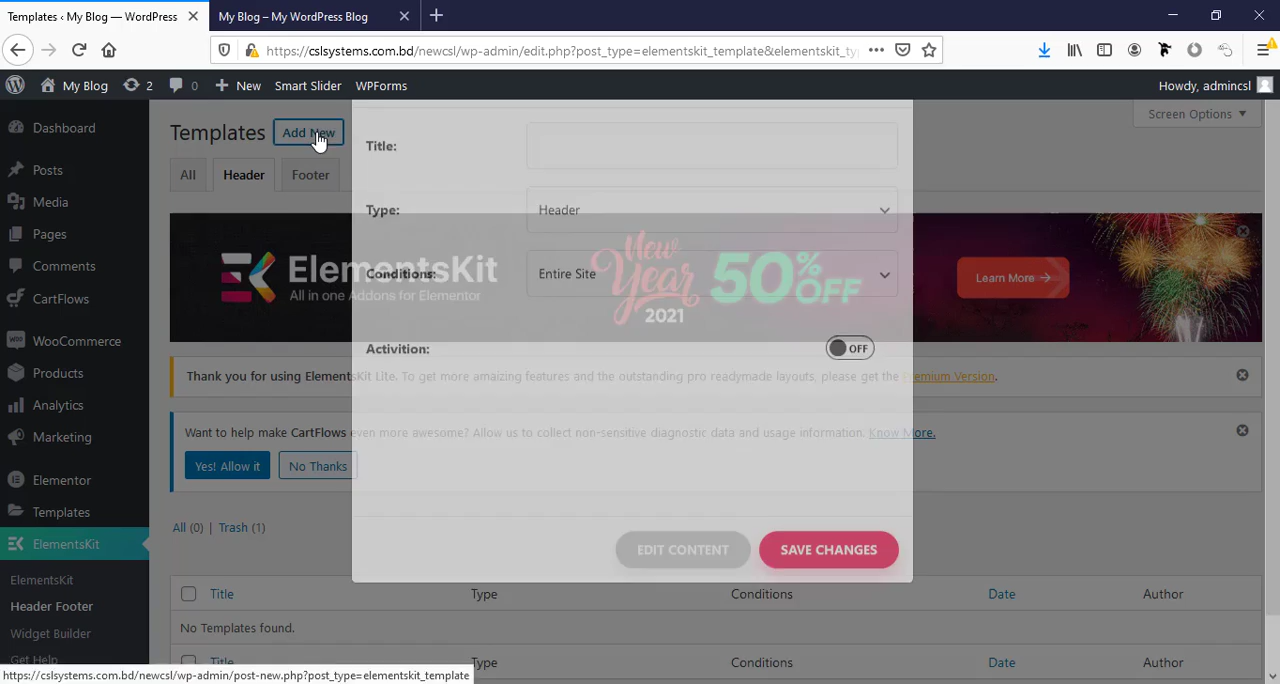 Templates ‹ My Blog — WordPress
My Blog – My WordPress Blog
https://cslsystems.com.bd/newcsl/wp-admin/edit.php?post_type=elementskit_template&elementskit_ty
My Blog
2
0
New
Smart Slider
WPForms
Howdy, admincsl
Dashboard
Posts
Media
Pages
Comments
CartFlows
WooCommerce
Products
Analytics
Marketing
Elementor
Templates
ElementsKit
ElementsKit
Header Footer
Widget Builder
Get Help
Templates
Add New
Screen Options
All
Header
Footer
Title:
Type:
Header
Conditions:
Entire Site
Activition:
OFF
EDIT CONTENT
SAVE CHANGES
ElementsKit
All in one Addons for Elementor
New
Year
2021
50% OFF
Learn More →
Thank you for using ElementsKit Lite. To get more amaizing features and the outstanding pro readymade layouts, please get the Premium Version.
Want to help make CartFlows even more awesome? Allow us to collect non-sensitive diagnostic data and usage information. Know More.
Yes! Allow it
No Thanks
All (0) | Trash (1)
Title Type Conditions Date Author
No Templates found.
Title Type Conditions Date Author
https://cslsystems.com.bd/newcsl/wp-admin/post-new.php?post_type=elementskit_template